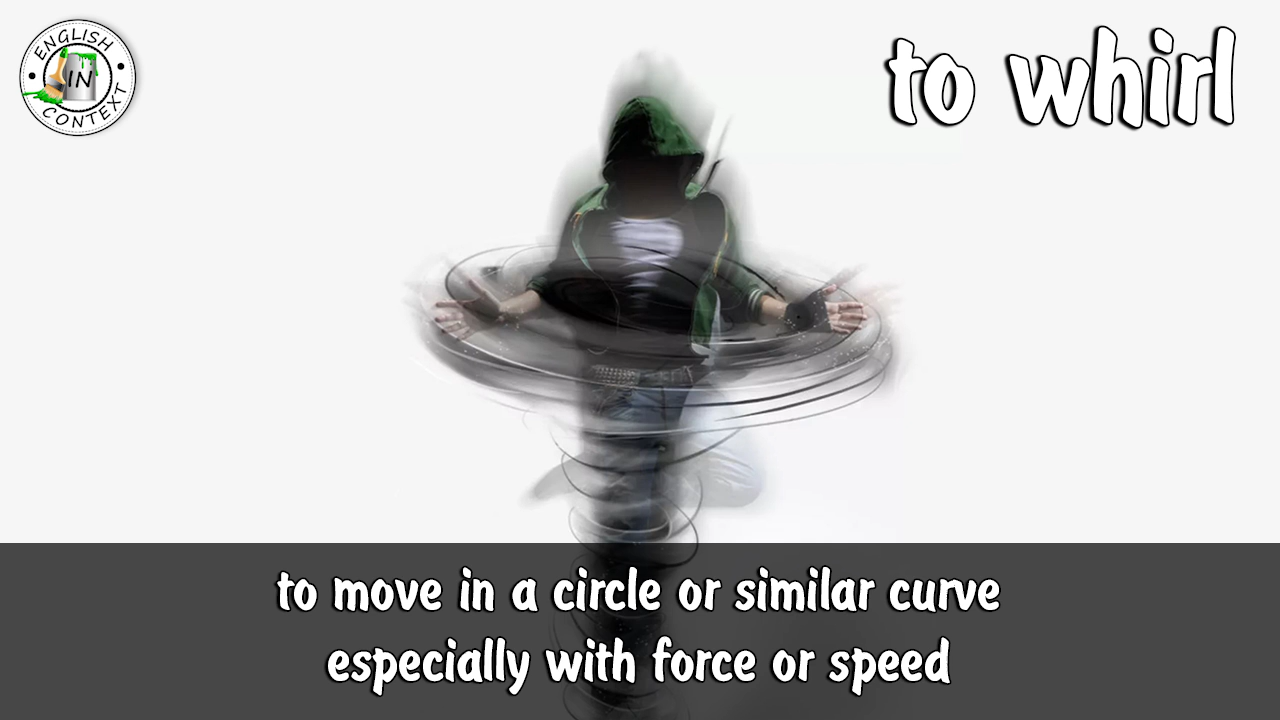 ENGLISH
IN
CONTEXT
to whirl
to move in a circle or similar curve
especially with force or speed